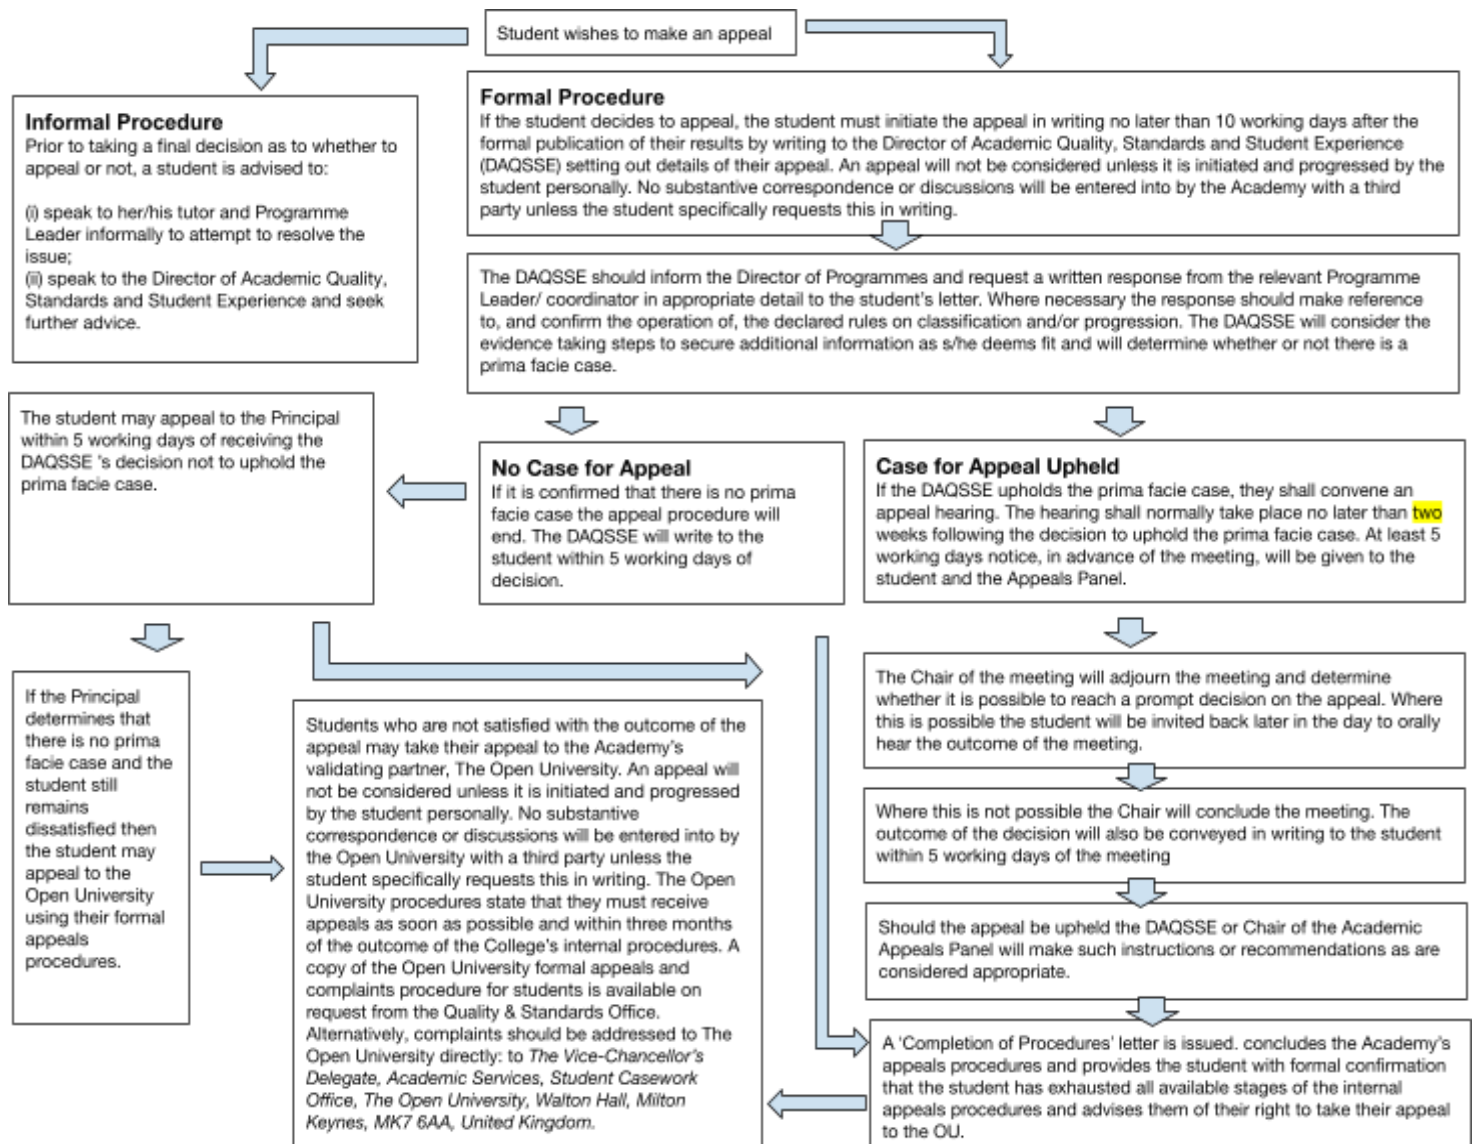 Student wishes to make an appeal
Informal Procedure
Prior to taking a final decision as to whether to
appeal or not, a student is advised to:
(i) speak to her/his tutor and Programme
Leader informally to attempt to resolve the
issue;
(ii) speak to the Director of Academic Quality,
Standards and Student Experience and seek
further advice.
Formal Procedure
If the student decides to appeal, the student must initiate the appeal in writing no later than 10 working days after the
formal publication of their results by writing to the Director of Academic Quality, Standards and Student Experience
(DAQSSE) setting out details of their appeal. An appeal will not be considered unless it is initiated and progressed by the
student personally. No substantive correspondence or discussions will be entered into by the Academy with a third
party unless the student specifically requests this in writing.
The DAQSSE should inform the Director of Programmes and request a written response from the relevant Programme
Leader/ coordinator in appropriate detail to the student's letter. Where necessary the response should make reference
to, and confirm the operation of, the declared rules on classification and/or progression. The DAQSSE will consider the
evidence taking steps to secure additional information as s/he deems fit and will determine whether or not there is a
prima facie case.
The student may appeal to the Principal
within 5 working days of receiving the
DAQSSE 's decision not to uphold the
prima facie case.
No Case for Appeal
If it is confirmed that there is no prima
facie case the appeal procedure will
end. The DAQSSE will write to the
student within 5 working days of
decision.
Case for Appeal Upheld
If the DAQSSE upholds the prima facie case, they shall convene an
appeal hearing. The hearing shall normally take place no later than two
weeks following the decision to uphold the prima facie case. At least 5
working days notice, in advance of the meeting, will be given to the
student and the Appeals Panel.
If the Principal
determines that
there is no prima
facie case and the
student still
remains
dissatisfied then
the student may
appeal to the
Open University
using their formal
appeals
procedures.
Students who are not satisfied with the outcome of the
appeal may take their appeal to the Academy's
validating partner, The Open University. An appeal will
not be considered unless it is initiated and progressed
by the student personally. No substantive
correspondence or discussions will be entered into by
the Open University with a third party unless the
student specifically requests this in writing. The Open
University procedures state that they must receive
appeals as soon as possible and within three months
of the outcome of the College's internal procedures. A
copy of the Open University formal appeals and
complaints procedure for students is available on
request from the Quality & Standards Office.
Alternatively, complaints should be addressed to The
Open University directly: to The Vice-Chancellor's
Delegate, Academic Services, Student Casework
Office, The Open University, Walton Hall, Milton
Keynes, MK7 6AA, United Kingdom.
The Chair of the meeting will adjourn the meeting and determine
whether it is possible to reach a prompt decision on the appeal. Where
this is possible the student will be invited back later in the day to orally
hear the outcome of the meeting.
Where this is not possible the Chair will conclude the meeting. The
outcome of the decision will also be conveyed in writing to the student
within 5 working days of the meeting
Should the appeal be upheld the DAQSSE or Chair of the Academic
Appeals Panel will make such instructions or recommendations as are
considered appropriate.
A 'Completion of Procedures' letter is issued. concludes the Academy's
appeals procedures and provides the student with formal confirmation
that the student has exhausted all available stages of the internal
appeals procedures and advises them of their right to take their appeal
to the OU.